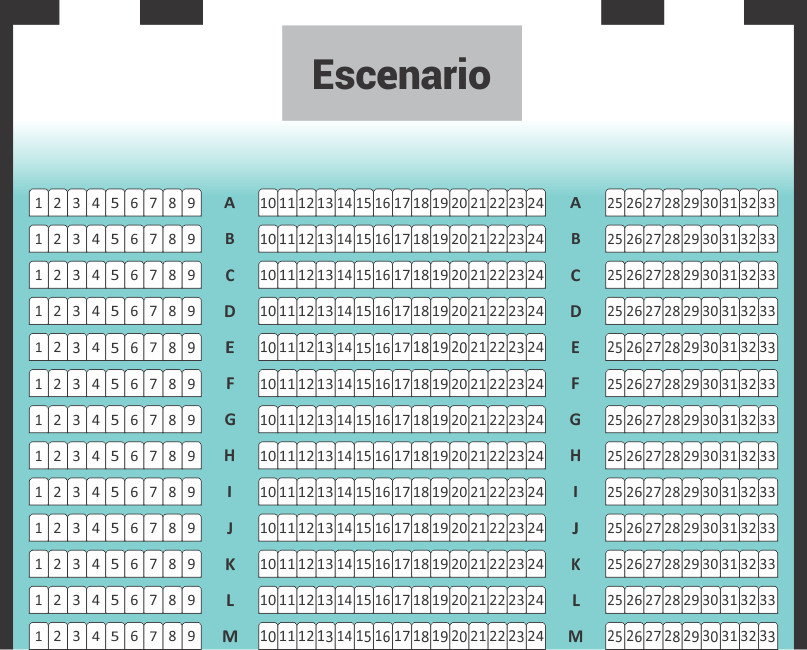 Escenario
1 2 3 4 5 6 7 8 9 A 10 11 12 13 14 15 16 17 18 19 20 21 22 23 24 A 25 26 27 28 29 30 31 32 33
1 2 3 4 5 6 7 8 9 B 10 11 12 13 14 15 16 17 18 19 20 21 22 23 24 B 25 26 27 28 29 30 31 32 33
1 2 3 4 5 6 7 8 9 C 10 11 12 13 14 15 16 17 18 19 20 21 22 23 24 C 25 26 27 28 29 30 31 32 33
1 2 3 4 5 6 7 8 9 D 10 11 12 13 14 15 16 17 18 19 20 21 22 23 24 D 25 26 27 28 29 30 31 32 33
1 2 3 4 5 6 7 8 9 E 10 11 12 13 14 15 16 17 18 19 20 21 22 23 24 E 25 26 27 28 29 30 31 32 33
1 2 3 4 5 6 7 8 9 F 10 11 12 13 14 15 16 17 18 19 20 21 22 23 24 F 25 26 27 28 29 30 31 32 33
1 2 3 4 5 6 7 8 9 G 10 11 12 13 14 15 16 17 18 19 20 21 22 23 24 G 25 26 27 28 29 30 31 32 33
1 2 3 4 5 6 7 8 9 H 10 11 12 13 14 15 16 17 18 19 20 21 22 23 24 H 25 26 27 28 29 30 31 32 33
1 2 3 4 5 6 7 8 9 I 10 11 12 13 14 15 16 17 18 19 20 21 22 23 24 I 25 26 27 28 29 30 31 32 33
1 2 3 4 5 6 7 8 9 J 10 11 12 13 14 15 16 17 18 19 20 21 22 23 24 J 25 26 27 28 29 30 31 32 33
1 2 3 4 5 6 7 8 9 K 10 11 12 13 14 15 16 17 18 19 20 21 22 23 24 K 25 26 27 28 29 30 31 32 33
1 2 3 4 5 6 7 8 9 L 10 11 12 13 14 15 16 17 18 19 20 21 22 23 24 L 25 26 27 28 29 30 31 32 33
1 2 3 4 5 6 7 8 9 M 10 11 12 13 14 15 16 17 18 19 20 21 22 23 24 M 25 26 27 28 29 30 31 32 33